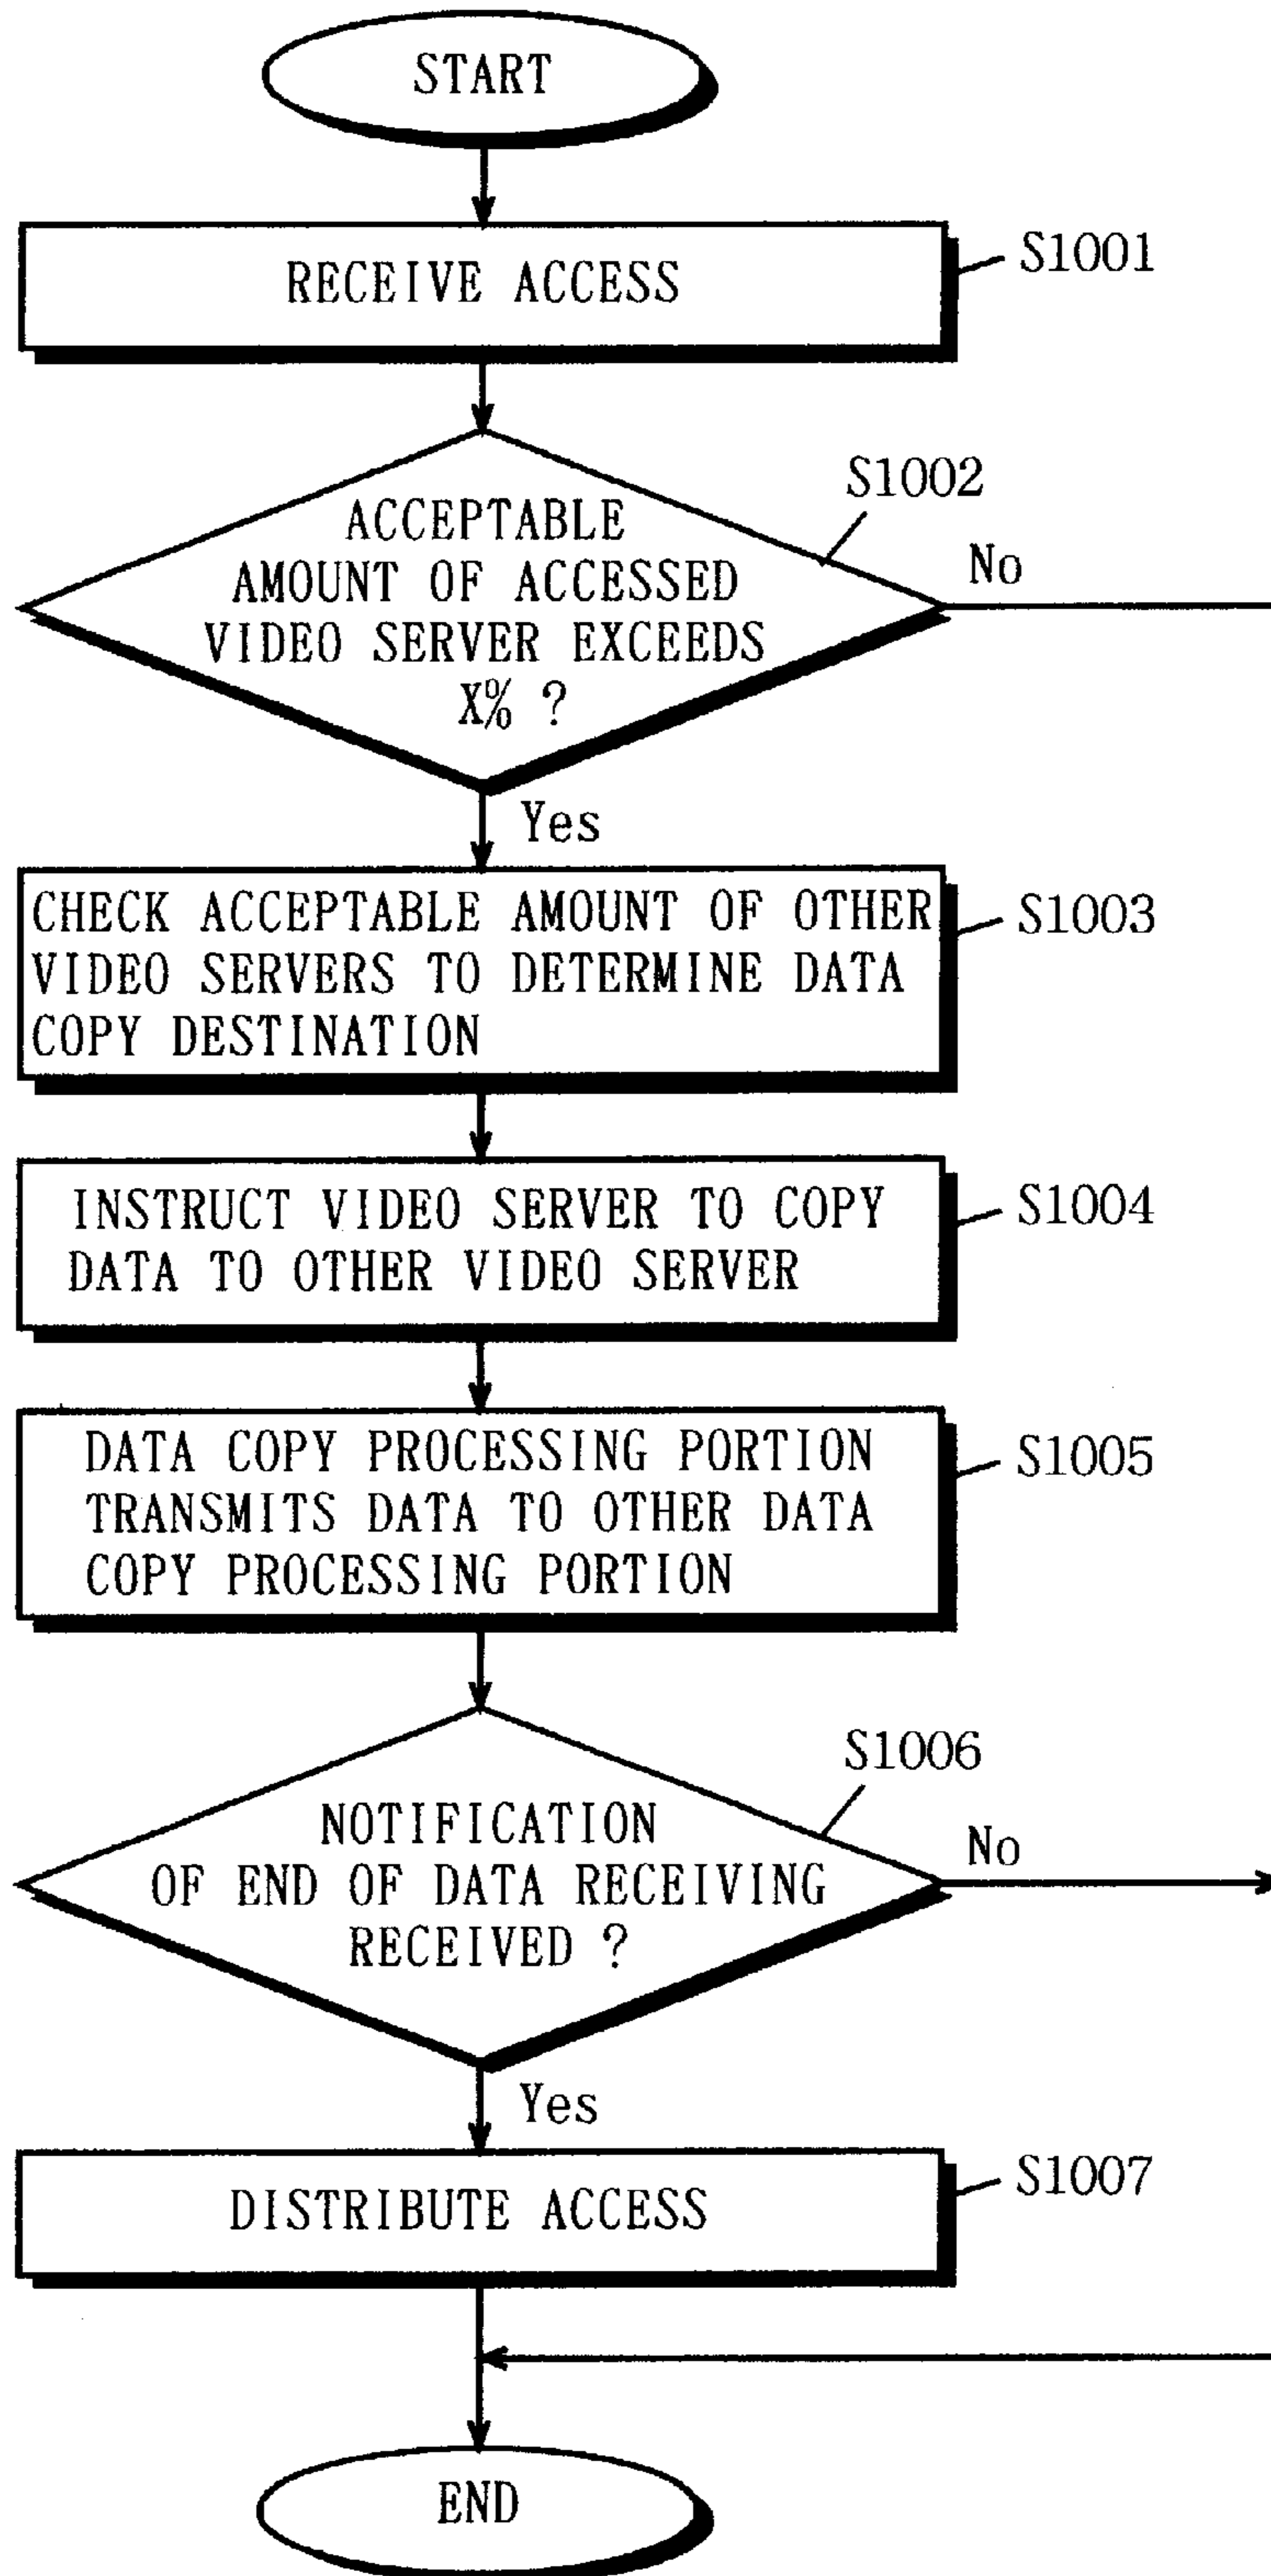 START
RECEIVE ACCESS
S1001
ACCEPTABLE
AMOUNT OF ACCESSED
VIDEO SERVER EXCEEDS
X% ?
S1002
No
Yes
CHECK ACCEPTABLE AMOUNT OF OTHER
VIDEO SERVERS TO DETERMINE DATA
COPY DESTINATION
S1003
INSTRUCT VIDEO SERVER TO COPY
DATA TO OTHER VIDEO SERVER
S1004
DATA COPY PROCESSING PORTION
TRANSMITS DATA TO OTHER DATA
COPY PROCESSING PORTION
S1005
NOTIFICATION
OF END OF DATA RECEIVING
RECEIVED ?
S1006
No
Yes
DISTRIBUTE ACCESS
S1007
END